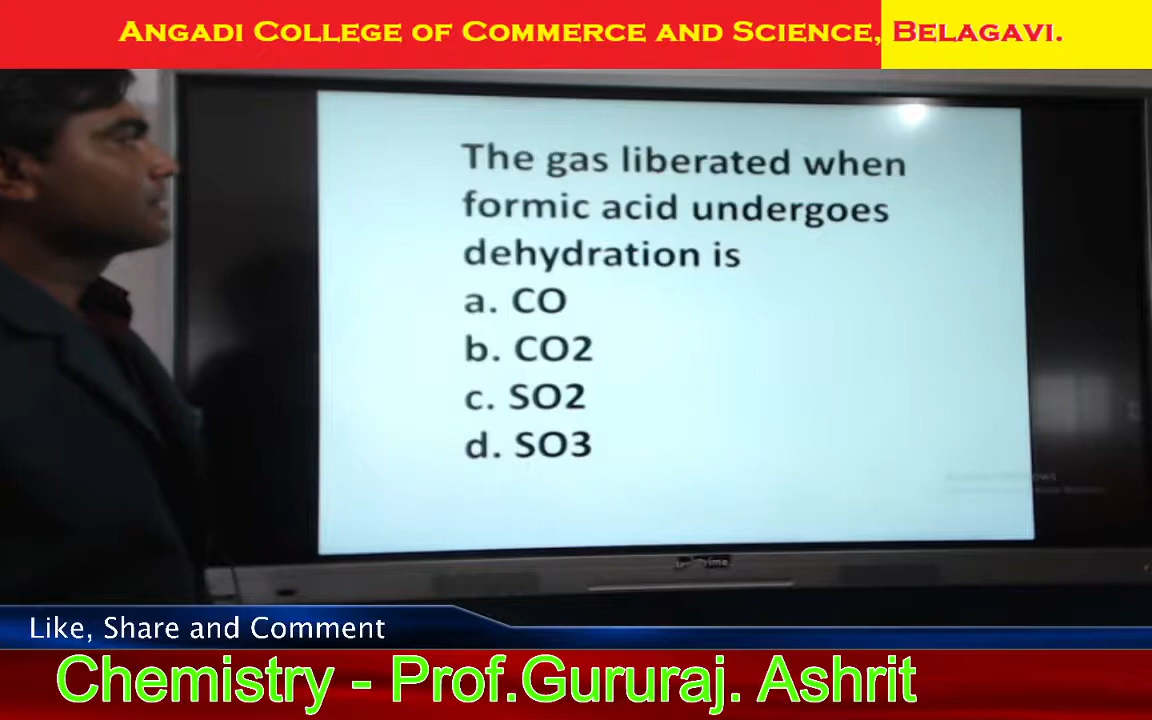 Angadi College of Commerce and Science, Belagavi.
The gas liberated when
formic acid undergoes
dehydration is
a. CO
b. CO2
c. SO2
d. SO3
Like, Share and Comment
Chemistry - Prof.Gururaj. Ashrit